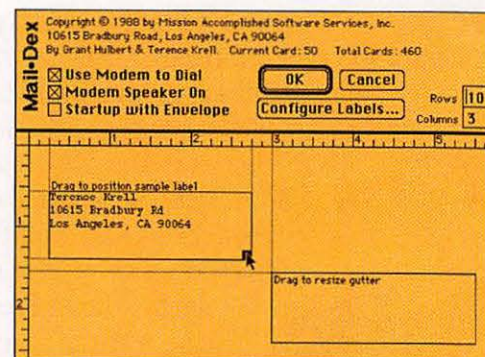 Mail•Dex
Copyright © 1988 by Mission Accomplished Software Services, Inc.
10615 Bradbury Road, Los Angeles, CA 90064
By Grant Hulbert & Terence Krell. Current Card: 50 Total Cards: 460
Use Modem to Dial
Modem Speaker On
Startup with Envelope
OK Cancel
Configure Labels...
Rows 10
Columns 3
1 2 3 4 5
Drag to position sample label
Terence Krell
10615 Bradbury Rd
Los Angeles, CA 90064
1
Drag to resize gutter
2